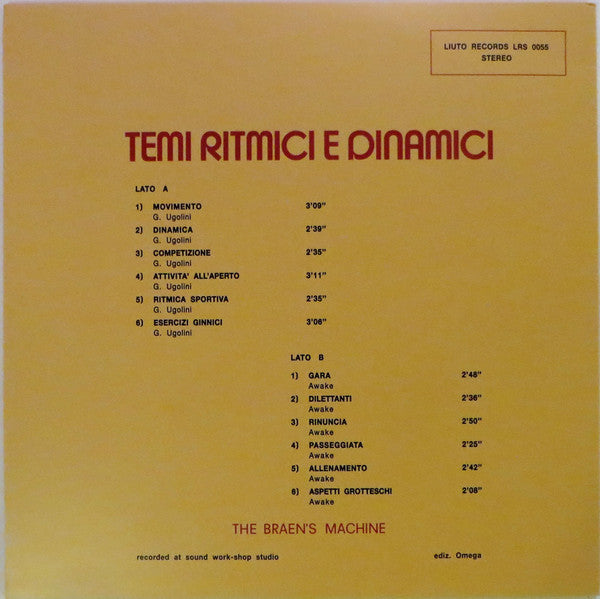 LIUTO RECORDS LRS 0055
STEREO
TEMI RITMICI E DINAMICI
LATO A
1) MOVIMENTO 3'09"
G. Ugolini
2) DINAMICA 2'39"
G. Ugolini
3) COMPETIZIONE 2'35"
G. Ugolini
4) ATTIVITA' ALL'APERTO 3'11"
G. Ugolini
5) RITMICA SPORTIVA 2'35"
G. Ugolini
6) ESERCIZI GINNICI 3'06"
G. Ugolini
LATO B
1) GARA 2'48"
Awake
2) DILETTANTI 2'36"
Awake
3) RINUNCIA 2'50"
Awake
4) PASSEGGIATA 2'25"
Awake
5) ALLENAMENTO 2'42"
Awake
6) ASPETTI GROTTESCHI 2'08"
Awake
THE BRAEN'S MACHINE
recorded at sound work-shop studio ediz. Omega